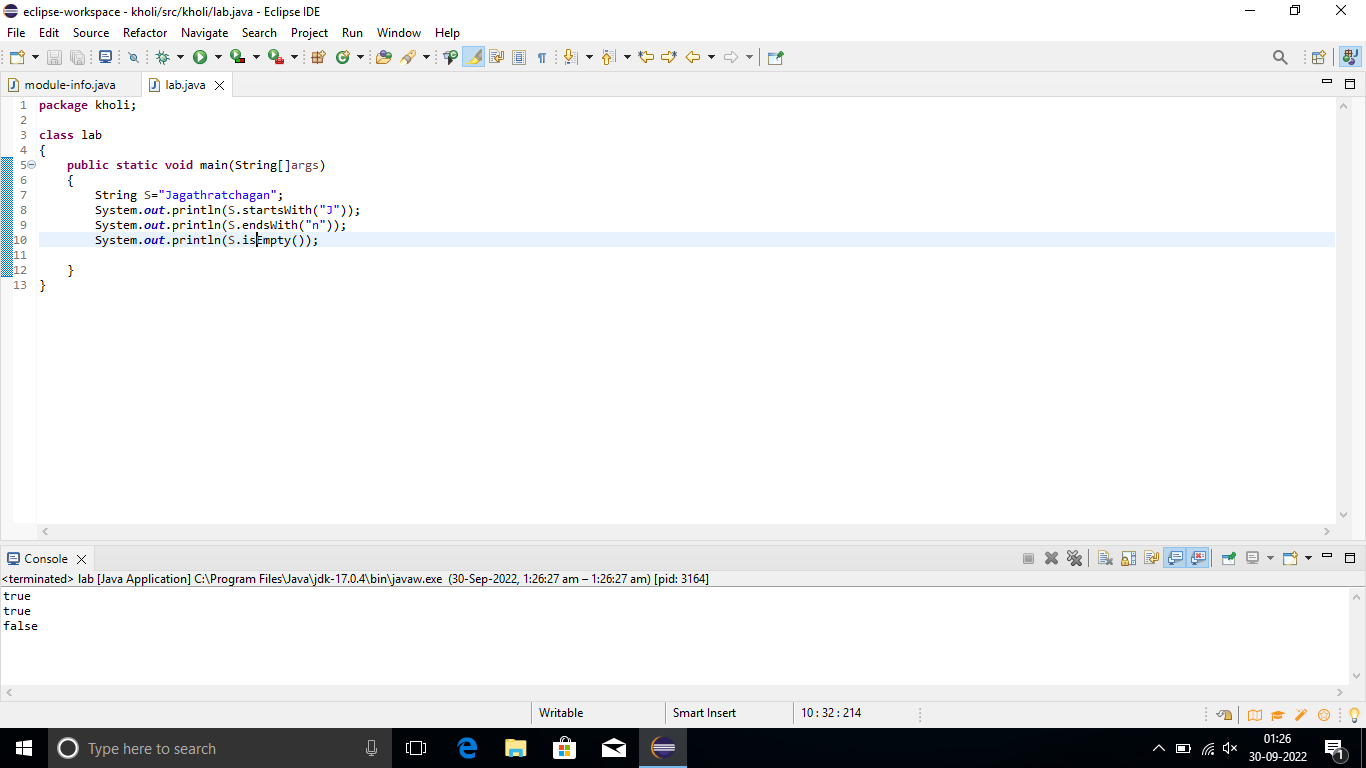 eclipse-workspace - kholi/src/kholi/lab.java - Eclipse IDE
File Edit Source Refactor Navigate Search Project Run Window Help
module-info.java lab.java
1 package kholi;
2
3 class lab
4 {
5 public static void main(String[]args)
6 {
7 String S="Jagathratchagan";
8 System.out.println(S.startsWith("J"));
9 System.out.println(S.endsWith("n"));
10 System.out.println(S.isEmpty());
11
12 }
13 }
Console
<terminated> lab [Java Application] C:\Program Files\Java\jdk-17.0.4\bin\javaw.exe (30-Sep-2022, 1:26:27 am – 1:26:27 am) [pid: 3164]
true
true
false
Writable Smart Insert 10 : 32 : 214
Type here to search
01:26
30-09-2022
1